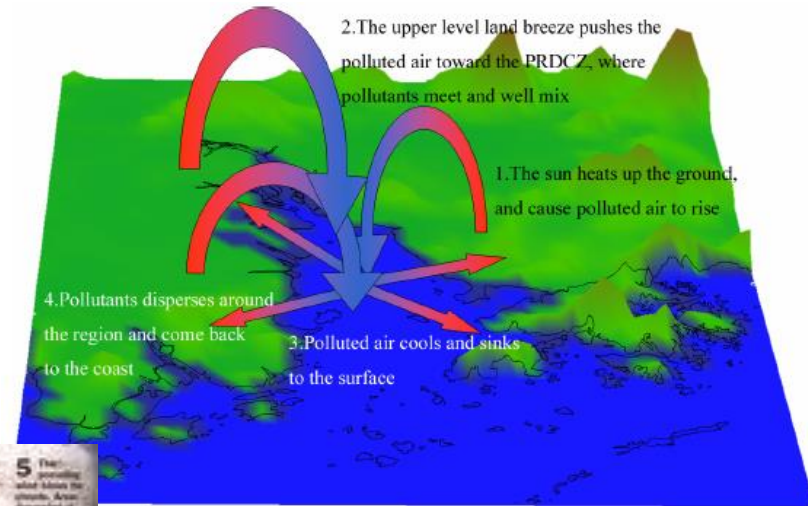 2.The upper level land breeze pushes the
polluted air toward the PRDCZ, where
pollutants meet and well mix
1.The sun heats up the ground,
and cause polluted air to rise
4.Pollutants disperses around
the region and come back
to the coast
3.Polluted air cools and sinks
to the surface
5